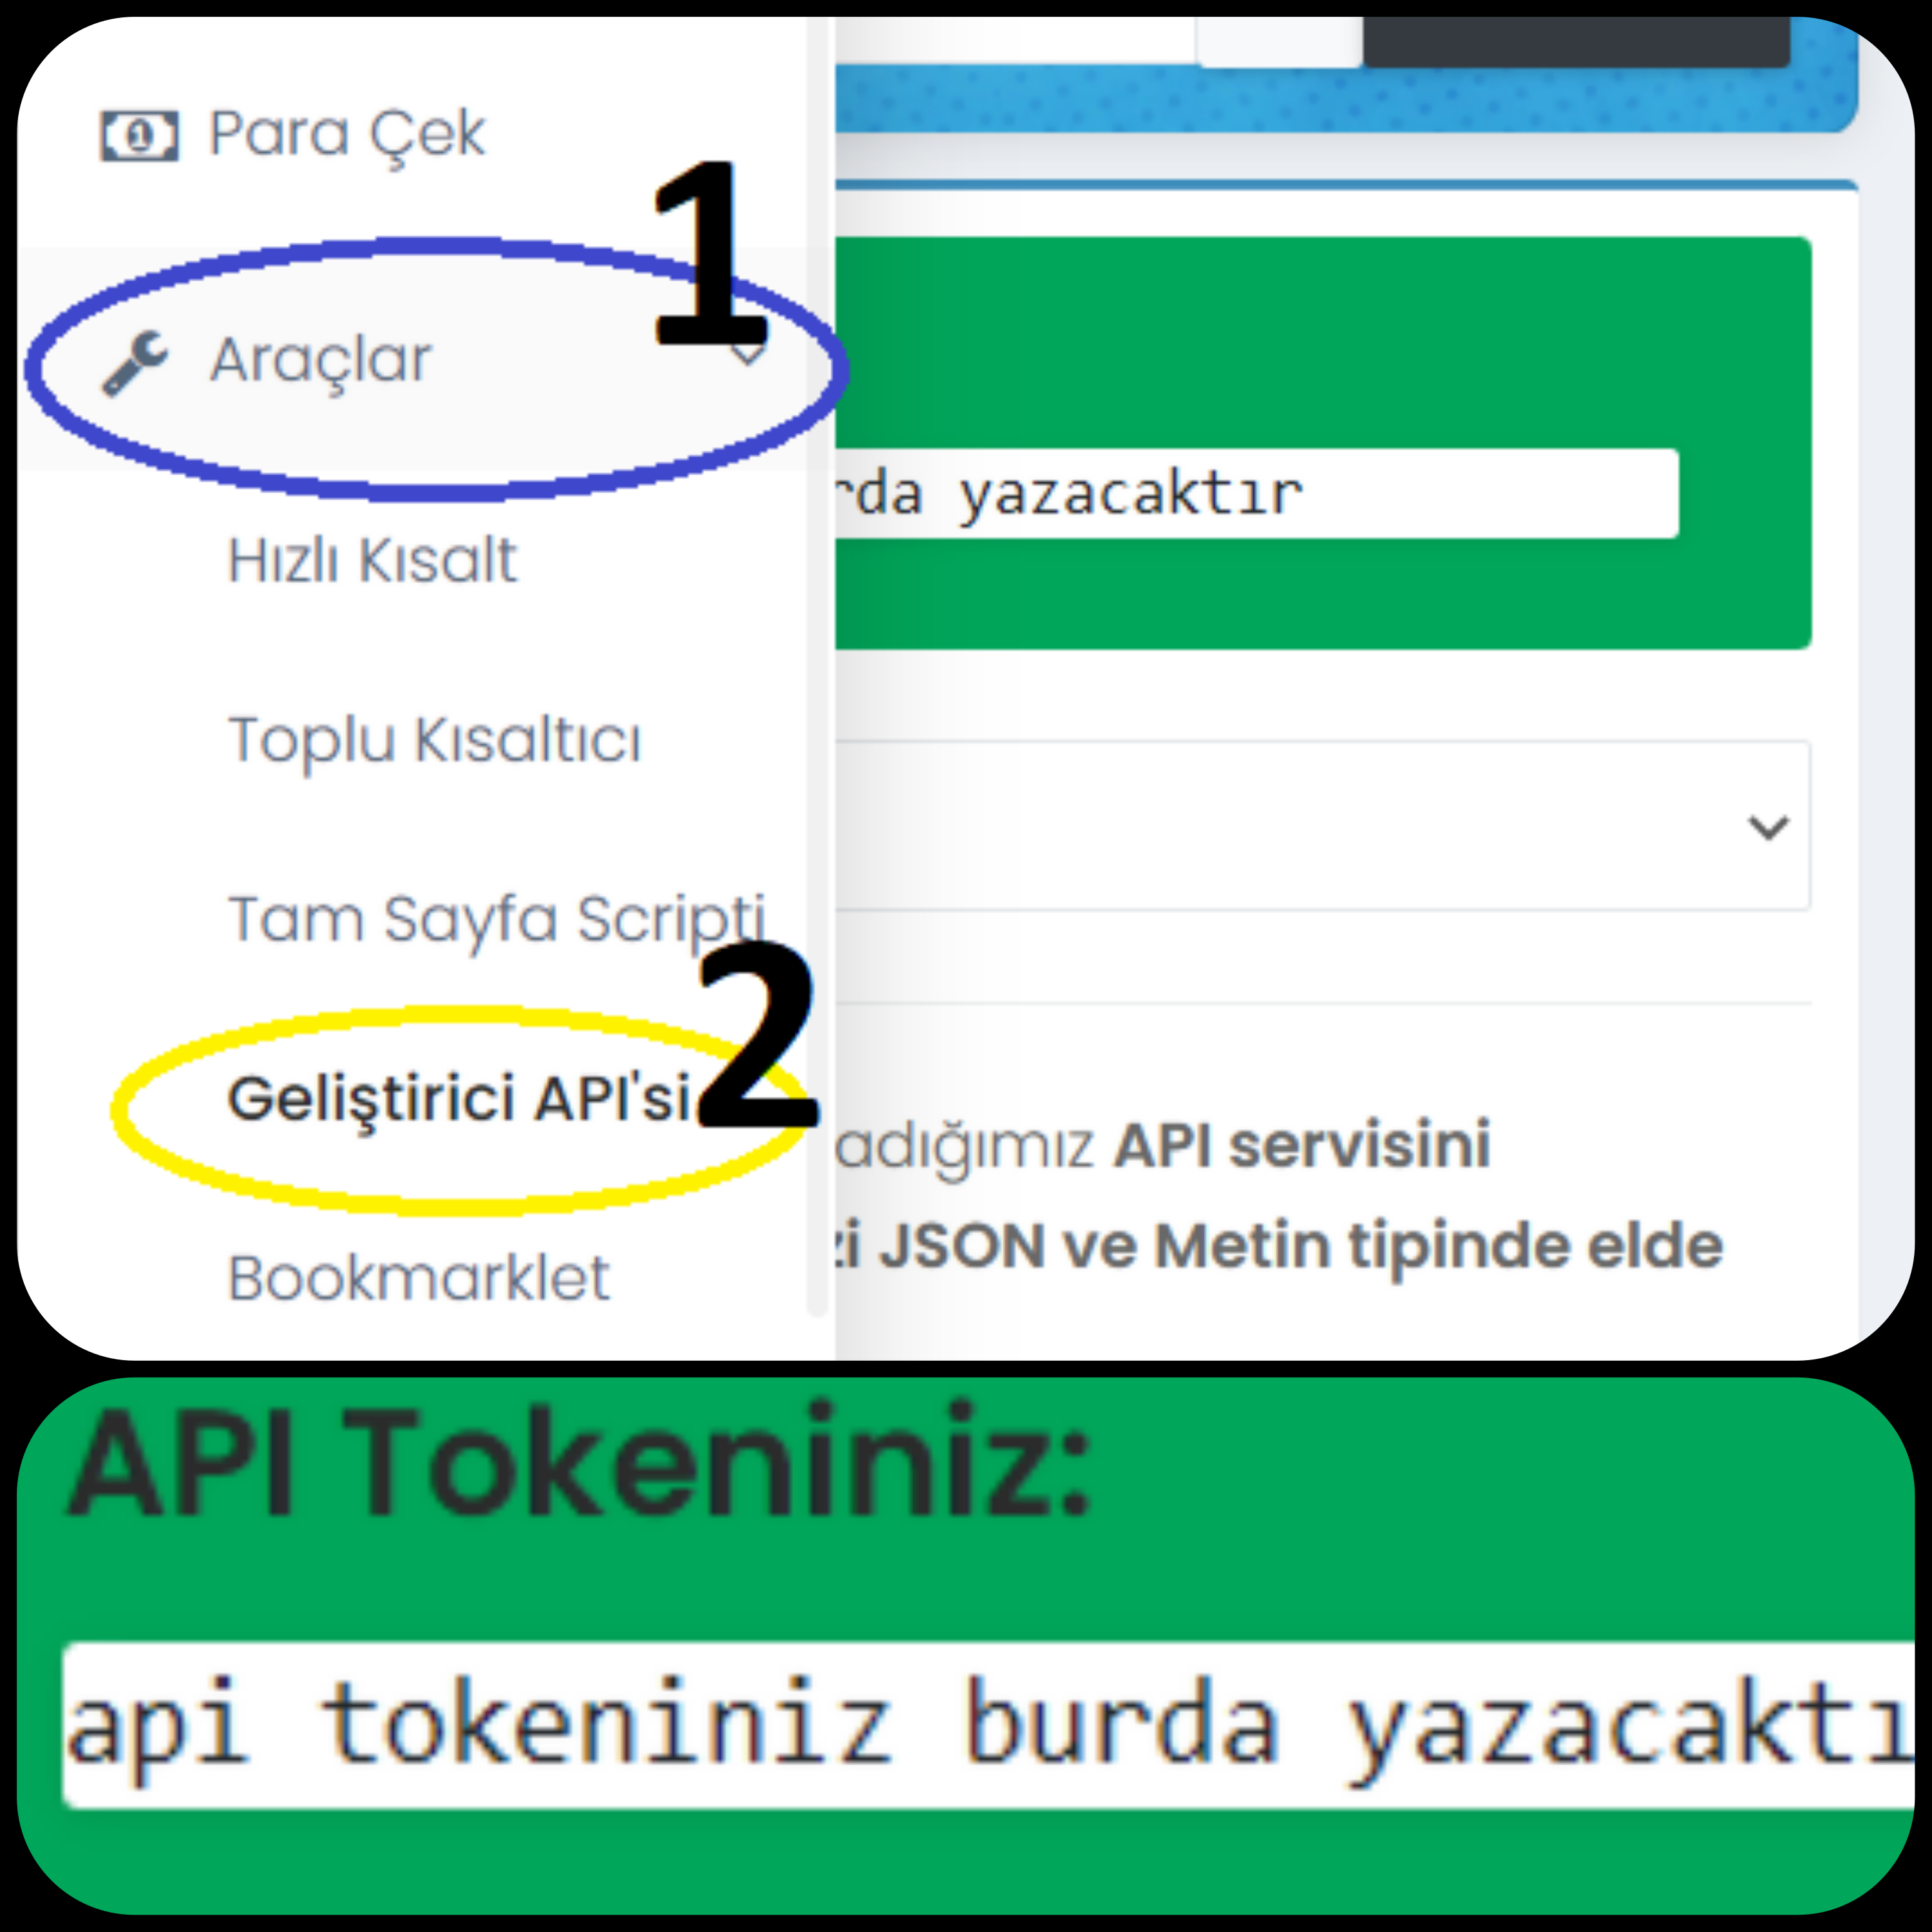 Para Çek
1
Araçlar
rda yazacaktır
Hızlı Kısalt
Toplu Kısaltıcı
Tam Sayfa Scripti
2
Geliştirici API'si
adığımız API servisini
zi JSON ve Metin tipinde elde
Bookmarklet
API Tokeniniz:
api tokeniniz burda yazacaktı